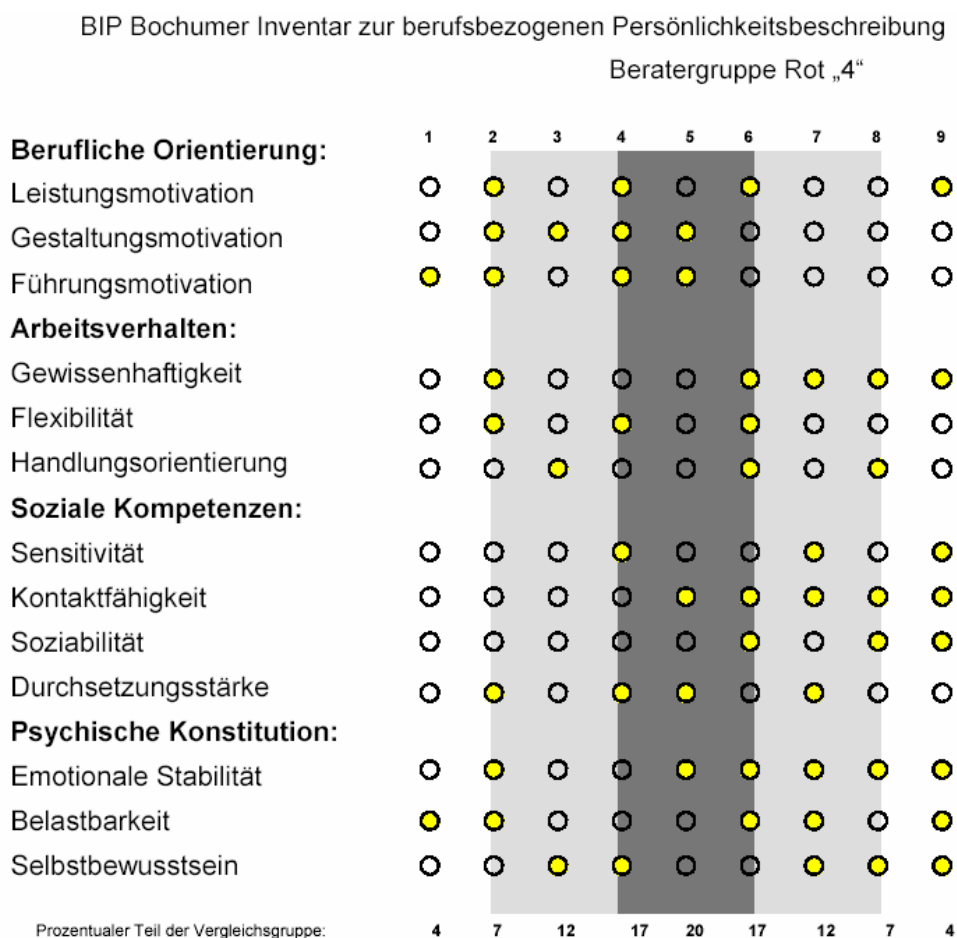 BIP Bochumer Inventar zur berufsbezogenen Persönlichkeitsbeschreibung
Beratergruppe Rot „4“
1 2 3 4 5 6 7 8 9
Berufliche Orientierung:
Leistungsmotivation
Gestaltungsmotivation
Führungsmotivation
Arbeitsverhalten:
Gewissenhaftigkeit
Flexibilität
Handlungsorientierung
Soziale Kompetenzen:
Sensitivität
Kontaktfähigkeit
Soziabilität
Durchsetzungsstärke
Psychische Konstitution:
Emotionale Stabilität
Belastbarkeit
Selbstbewusstsein
Prozentualer Teil der Vergleichsgruppe: 4 7 12 17 20 17 12 7 4